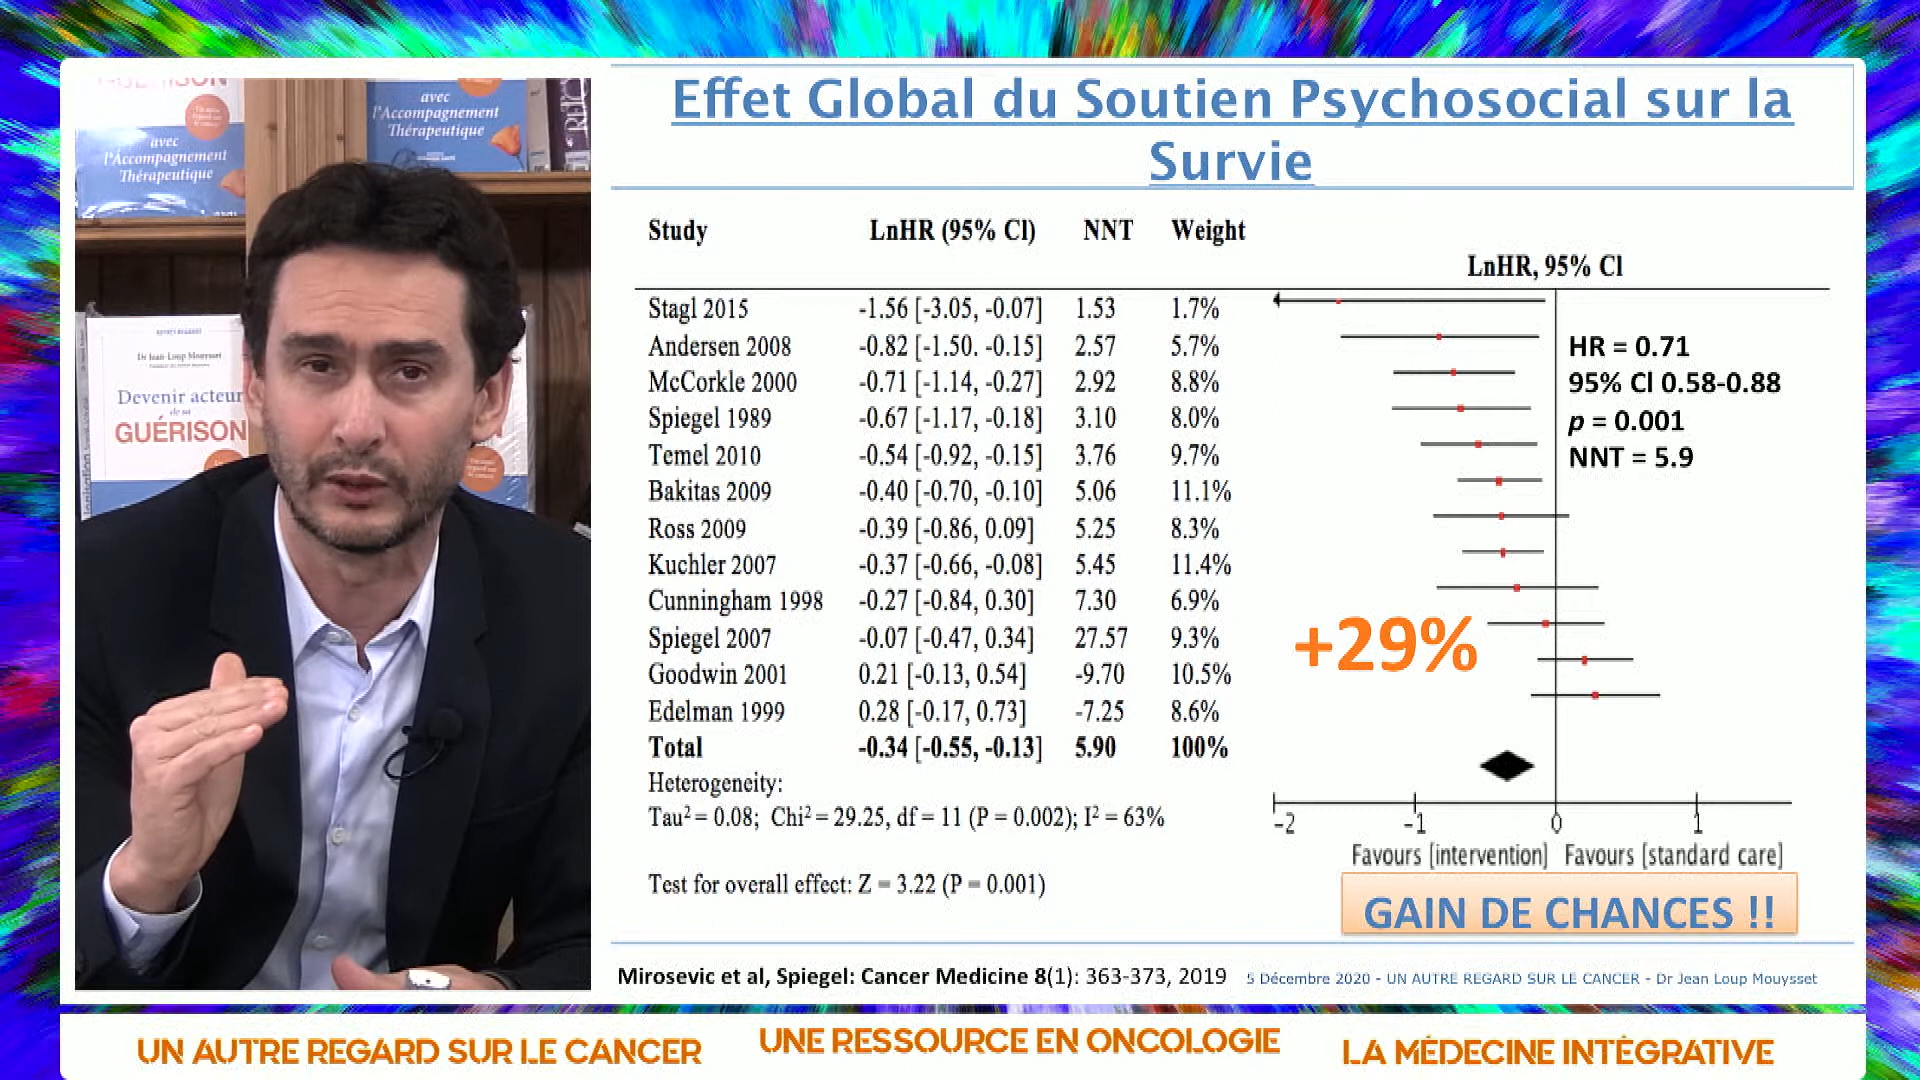 GUÉRISON
avec
l'Accompagnement
Thérapeutique
avec
l'Accompagnement
Thérapeutique
Dr Jean-Loup Mouysset
Devenir acteur
de sa
GUÉRISON
Effet Global du Soutien Psychosocial sur la
Survie
Study LnHR (95% Cl) NNT Weight
LnHR, 95% Cl
Stagl 2015 -1.56 [-3.05, -0.07] 1.53 1.7%
Andersen 2008 -0.82 [-1.50. -0.15] 2.57 5.7%
McCorkle 2000 -0.71 [-1.14, -0.27] 2.92 8.8%
Spiegel 1989 -0.67 [-1.17, -0.18] 3.10 8.0%
Temel 2010 -0.54 [-0.92, -0.15] 3.76 9.7%
Bakitas 2009 -0.40 [-0.70, -0.10] 5.06 11.1%
Ross 2009 -0.39 [-0.86, 0.09] 5.25 8.3%
Kuchler 2007 -0.37 [-0.66, -0.08] 5.45 11.4%
Cunningham 1998 -0.27 [-0.84, 0.30] 7.30 6.9%
Spiegel 2007 -0.07 [-0.47, 0.34] 27.57 9.3%
Goodwin 2001 0.21 [-0.13, 0.54] -9.70 10.5%
Edelman 1999 0.28 [-0.17, 0.73] -7.25 8.6%
Total -0.34 [-0.55, -0.13] 5.90 100%
Heterogeneity:
Tau² = 0.08; Chi² = 29.25, df = 11 (P = 0.002); I² = 63%
Test for overall effect: Z = 3.22 (P = 0.001)
HR = 0.71
95% Cl 0.58-0.88
p = 0.001
NNT = 5.9
+29%
-2 -1 0 1
Favours [intervention] Favours [standard care]
GAIN DE CHANCES !!
Mirosevic et al, Spiegel: Cancer Medicine 8(1): 363-373, 2019
5 Décembre 2020 - UN AUTRE REGARD SUR LE CANCER - Dr Jean Loup Mouysset
UN AUTRE REGARD SUR LE CANCER
UNE RESSOURCE EN ONCOLOGIE
LA MÉDECINE INTÉGRATIVE